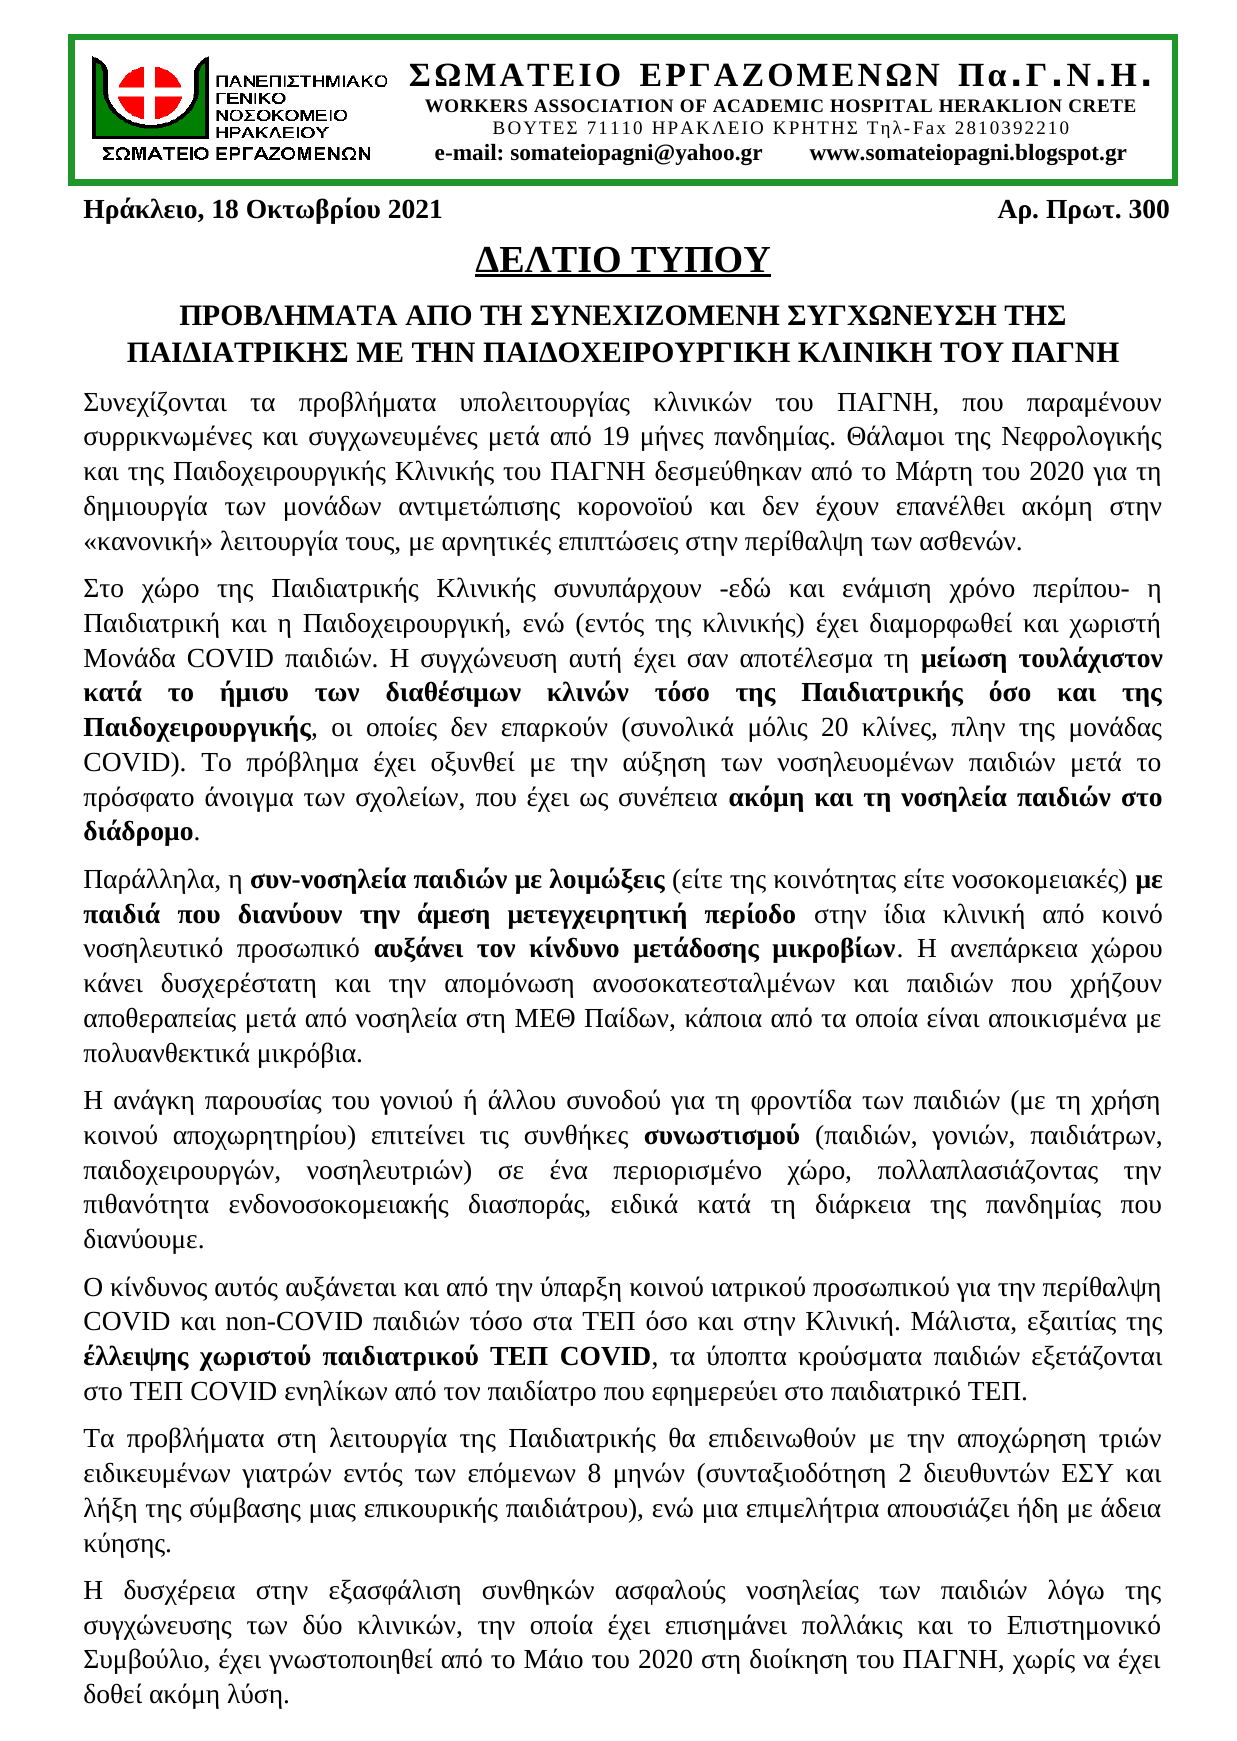 ΠΑΝΕΠΙΣΤΗΜΙΑΚΟ
ΓΕΝΙΚΟ
ΝΟΣΟΚΟΜΕΙΟ
ΗΡΑΚΛΕΙΟΥ
ΣΩΜΑΤΕΙΟ ΕΡΓΑΖΟΜΕΝΩΝ
ΣΩΜΑΤΕΙΟ ΕΡΓΑΖΟΜΕΝΩΝ Πα.Γ.Ν.Η.
WORKERS ASSOCIATION OF ACADEMIC HOSPITAL HERAKLION CRETE
ΒΟΥΤΕΣ 71110 ΗΡΑΚΛΕΙΟ ΚΡΗΤΗΣ Τηλ-Fax 2810392210
e-mail: somateiopagni@yahoo.gr www.somateiopagni.blogspot.gr
Ηράκλειο, 18 Οκτωβρίου 2021 Αρ. Πρωτ. 300
ΔΕΛΤΙΟ ΤΥΠΟΥ
ΠΡΟΒΛΗΜΑΤΑ ΑΠΟ ΤΗ ΣΥΝΕΧΙΖΟΜΕΝΗ ΣΥΓΧΩΝΕΥΣΗ ΤΗΣ
ΠΑΙΔΙΑΤΡΙΚΗΣ ΜΕ ΤΗΝ ΠΑΙΔΟΧΕΙΡΟΥΡΓΙΚΗ ΚΛΙΝΙΚΗ ΤΟΥ ΠΑΓΝΗ
Συνεχίζονται τα προβλήματα υπολειτουργίας κλινικών του ΠΑΓΝΗ, που παραμένουν
συρρικνωμένες και συγχωνευμένες μετά από 19 μήνες πανδημίας. Θάλαμοι της Νεφρολογικής
και της Παιδοχειρουργικής Κλινικής του ΠΑΓΝΗ δεσμεύθηκαν από το Μάρτη του 2020 για τη
δημιουργία των μονάδων αντιμετώπισης κορονοϊού και δεν έχουν επανέλθει ακόμη στην
«κανονική» λειτουργία τους, με αρνητικές επιπτώσεις στην περίθαλψη των ασθενών.
Στο χώρο της Παιδιατρικής Κλινικής συνυπάρχουν -εδώ και ενάμιση χρόνο περίπου- η
Παιδιατρική και η Παιδοχειρουργική, ενώ (εντός της κλινικής) έχει διαμορφωθεί και χωριστή
Μονάδα COVID παιδιών. Η συγχώνευση αυτή έχει σαν αποτέλεσμα τη μείωση τουλάχιστον
κατά το ήμισυ των διαθέσιμων κλινών τόσο της Παιδιατρικής όσο και της
Παιδοχειρουργικής, οι οποίες δεν επαρκούν (συνολικά μόλις 20 κλίνες, πλην της μονάδας
COVID). Το πρόβλημα έχει οξυνθεί με την αύξηση των νοσηλευομένων παιδιών μετά το
πρόσφατο άνοιγμα των σχολείων, που έχει ως συνέπεια ακόμη και τη νοσηλεία παιδιών στο
διάδρομο.
Παράλληλα, η συν-νοσηλεία παιδιών με λοιμώξεις (είτε της κοινότητας είτε νοσοκομειακές) με
παιδιά που διανύουν την άμεση μετεγχειρητική περίοδο στην ίδια κλινική από κοινό
νοσηλευτικό προσωπικό αυξάνει τον κίνδυνο μετάδοσης μικροβίων. Η ανεπάρκεια χώρου
κάνει δυσχερέστατη και την απομόνωση ανοσοκατεσταλμένων και παιδιών που χρήζουν
αποθεραπείας μετά από νοσηλεία στη ΜΕΘ Παίδων, κάποια από τα οποία είναι αποικισμένα με
πολυανθεκτικά μικρόβια.
Η ανάγκη παρουσίας του γονιού ή άλλου συνοδού για τη φροντίδα των παιδιών (με τη χρήση
κοινού αποχωρητηρίου) επιτείνει τις συνθήκες συνωστισμού (παιδιών, γονιών, παιδιάτρων,
παιδοχειρουργών, νοσηλευτριών) σε ένα περιορισμένο χώρο, πολλαπλασιάζοντας την
πιθανότητα ενδονοσοκομειακής διασποράς, ειδικά κατά τη διάρκεια της πανδημίας που
διανύουμε.
Ο κίνδυνος αυτός αυξάνεται και από την ύπαρξη κοινού ιατρικού προσωπικού για την περίθαλψη
COVID και non-COVID παιδιών τόσο στα ΤΕΠ όσο και στην Κλινική. Μάλιστα, εξαιτίας της
έλλειψης χωριστού παιδιατρικού ΤΕΠ COVID, τα ύποπτα κρούσματα παιδιών εξετάζονται
στο ΤΕΠ COVID ενηλίκων από τον παιδίατρο που εφημερεύει στο παιδιατρικό ΤΕΠ.
Τα προβλήματα στη λειτουργία της Παιδιατρικής θα επιδεινωθούν με την αποχώρηση τριών
ειδικευμένων γιατρών εντός των επόμενων 8 μηνών (συνταξιοδότηση 2 διευθυντών ΕΣΥ και
λήξη της σύμβασης μιας επικουρικής παιδιάτρου), ενώ μια επιμελήτρια απουσιάζει ήδη με άδεια
κύησης.
Η δυσχέρεια στην εξασφάλιση συνθηκών ασφαλούς νοσηλείας των παιδιών λόγω της
συγχώνευσης των δύο κλινικών, την οποία έχει επισημάνει πολλάκις και το Επιστημονικό
Συμβούλιο, έχει γνωστοποιηθεί από το Μάιο του 2020 στη διοίκηση του ΠΑΓΝΗ, χωρίς να έχει
δοθεί ακόμη λύση.